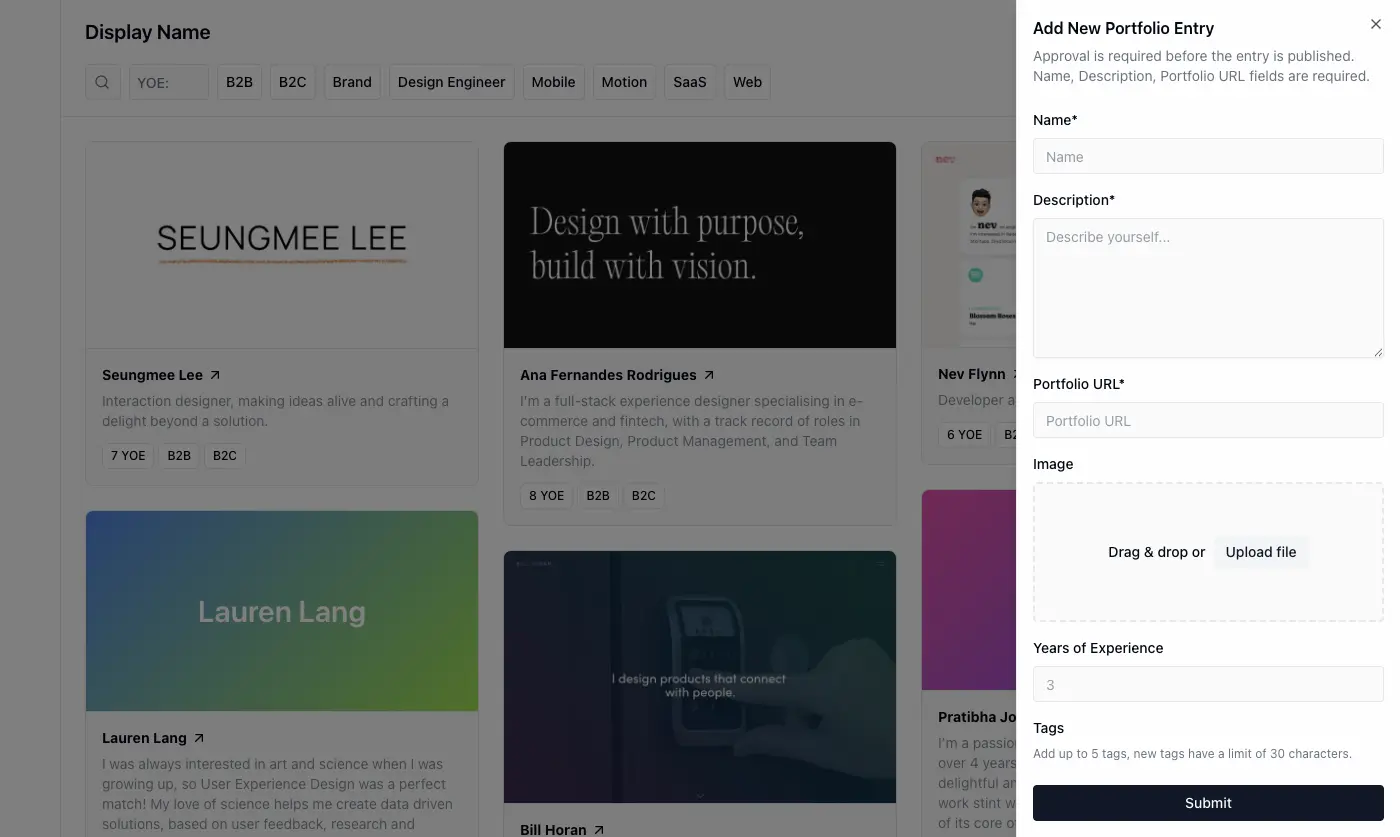 Display Name
YOE:
B2B
B2C
Brand
Design Engineer
Mobile
Motion
SaaS
Web
SEUNGMEE LEE
Seungmee Lee
Interaction designer, making ideas alive and crafting a
delight beyond a solution.
7 YOE
B2B
B2C
Lauren Lang
Lauren Lang
I was always interested in art and science when I was
growing up, so User Experience Design was a perfect
match! My love of science helps me create data driven
solutions, based on user feedback, research and
Design with purpose,
build with vision.
Ana Fernandes Rodrigues
I'm a full-stack experience designer specialising in e-
commerce and fintech, with a track record of roles in
Product Design, Product Management, and Team
Leadership.
8 YOE
B2B
B2C
I design products that connect
with people.
Bill Horan
nev
nev
Nev Flynn
Developer a
6 YOE
B2
Pratibha Jo
I'm a passio
over 4 years
delightful an
work stint w
of its core o
Add New Portfolio Entry
Approval is required before the entry is published.
Name, Description, Portfolio URL fields are required.
Name*
Name
Description*
Describe yourself...
Portfolio URL*
Portfolio URL
Image
Drag & drop or
Upload file
Years of Experience
3
Tags
Add up to 5 tags, new tags have a limit of 30 characters.
Submit